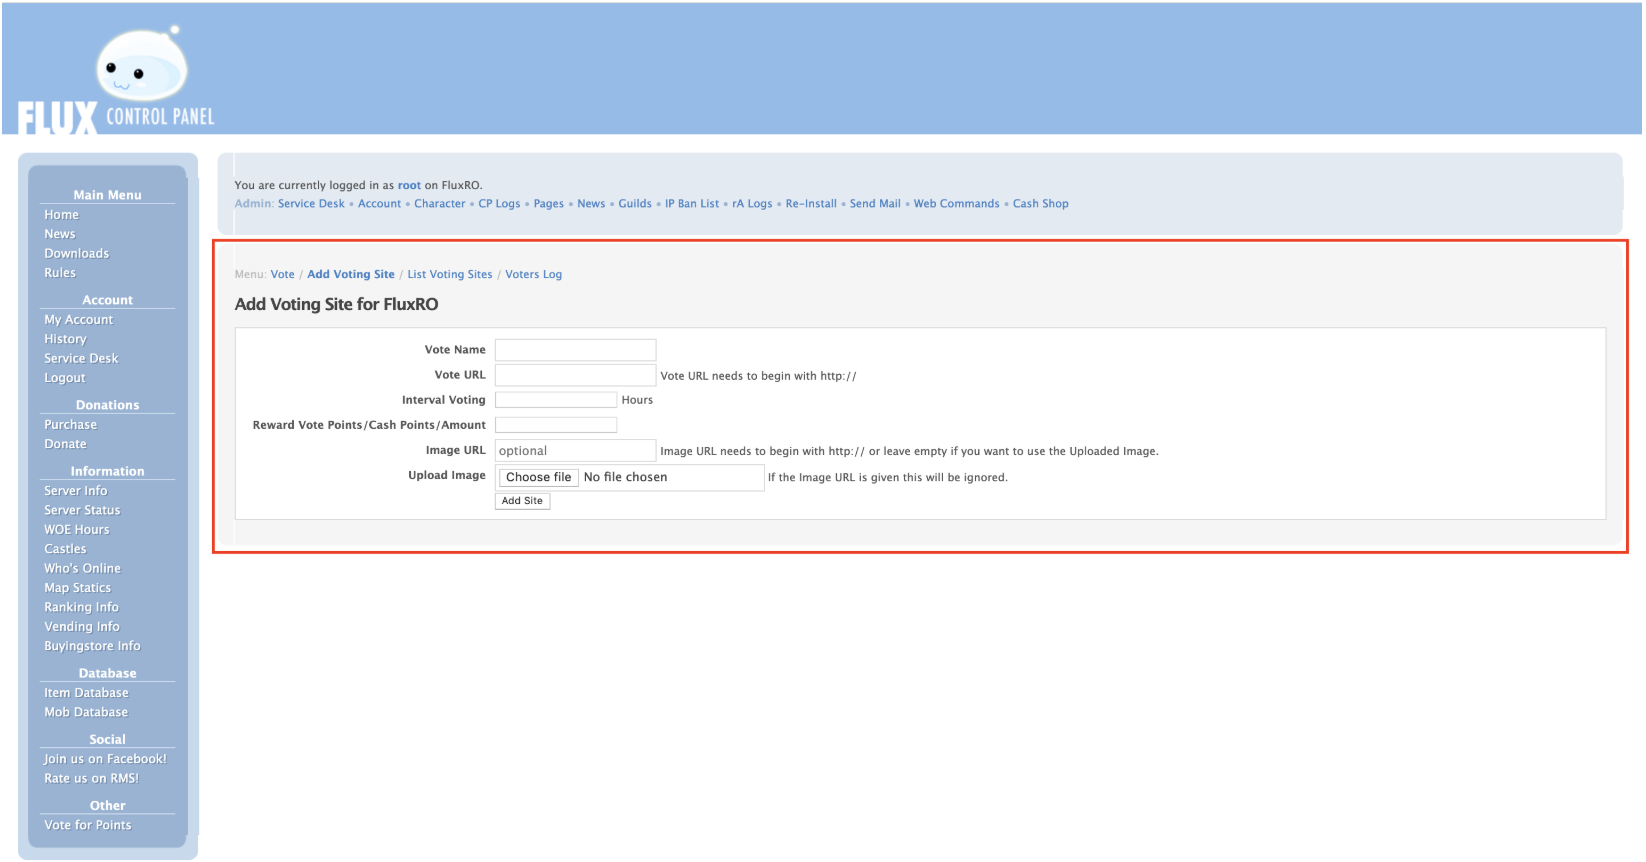 FLUX CONTROL PANEL
Main Menu
Home
News
Downloads
Rules
Account
My Account
History
Service Desk
Logout
Donations
Purchase
Donate
Information
Server Info
Server Status
WOE Hours
Castles
Who's Online
Map Statics
Ranking Info
Vending Info
Buyingstore Info
Database
Item Database
Mob Database
Social
Join us on Facebook!
Rate us on RMS!
Other
Vote for Points
You are currently logged in as root on FluxRO.
Admin: Service Desk • Account • Character • CP Logs • Pages • News • Guilds • IP Ban List • rA Logs • Re-Install • Send Mail • Web Commands • Cash Shop
Menu: Vote / Add Voting Site / List Voting Sites / Voters Log
Add Voting Site for FluxRO
Vote Name
Vote URL Vote URL needs to begin with http://
Interval Voting Hours
Reward Vote Points/Cash Points/Amount
Image URL optional Image URL needs to begin with http:// or leave empty if you want to use the Uploaded Image.
Upload Image Choose file No file chosen If the Image URL is given this will be ignored.
Add Site